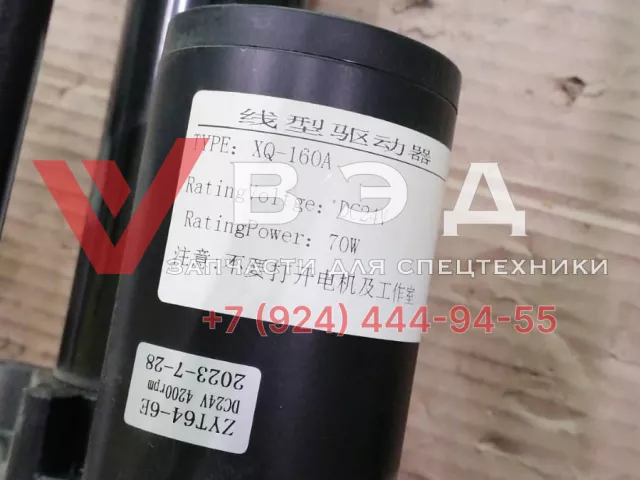 线型驱动器
TYPE: XQ-160A
RatingVoltage: DC24V
RatingPower: 70W
注意:不要打开电机及工作室
VВЭД
ЗАПЧАСТИ ДЛЯ СПЕЦТЕХНИКИ
+7 (924) 444-94-55
ZYT64-6E
DC24V 4200rpm
2023-7-28